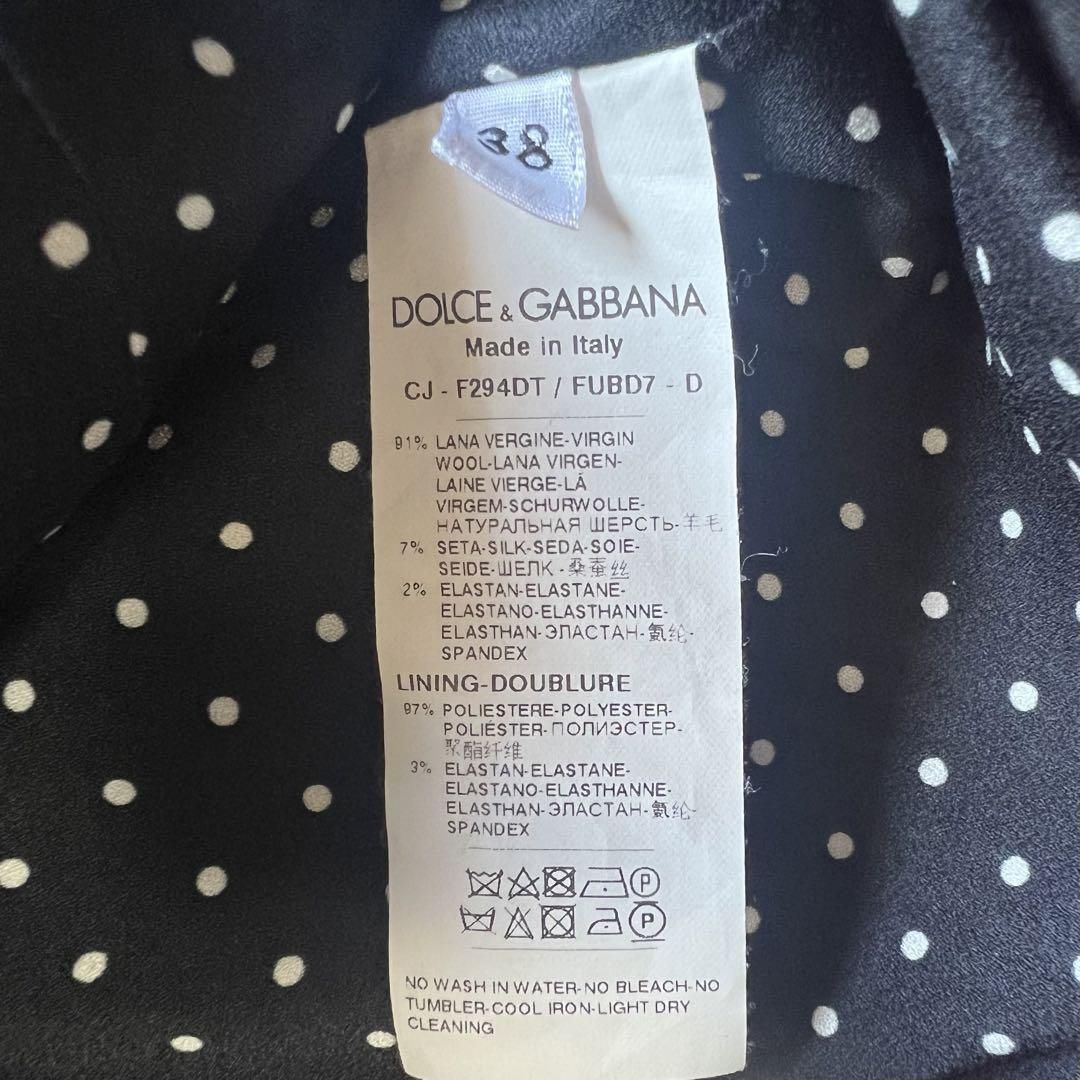 38
DOLCE & GABBANA
Made in Italy
CJ - F294DT / FUBD7 - D
91% LANA VERGINE-VIRGIN
WOOL-LANA VIRGEN-
LAINE VIERGE-LÃ
VIRGEM-SCHURWOLLE-
НАТУРАЛЬНАЯ ШЕРСТЬ-羊毛
7% SETA-SILK-SEDA-SOIE-
SEIDE-ШЕЛК -桑蚕丝
2% ELASTAN-ELASTANE-
ELASTANO-ELASTHANNE-
ELASTHAN-ЭЛАСТАН-氨纶-
SPANDEX
LINING-DOUBLURE
97% POLIESTERE-POLYESTER-
POLIÉSTER-ПОЛИЭСТЕР-
聚酯纤维
3% ELASTAN-ELASTANE-
ELASTANO-ELASTHANNE-
ELASTHAN-ЭЛАСТАН-氨纶-
SPANDEX
P
P
NO WASH IN WATER-NO BLEACH-NO
TUMBLER-COOL IRON-LIGHT DRY
CLEANING